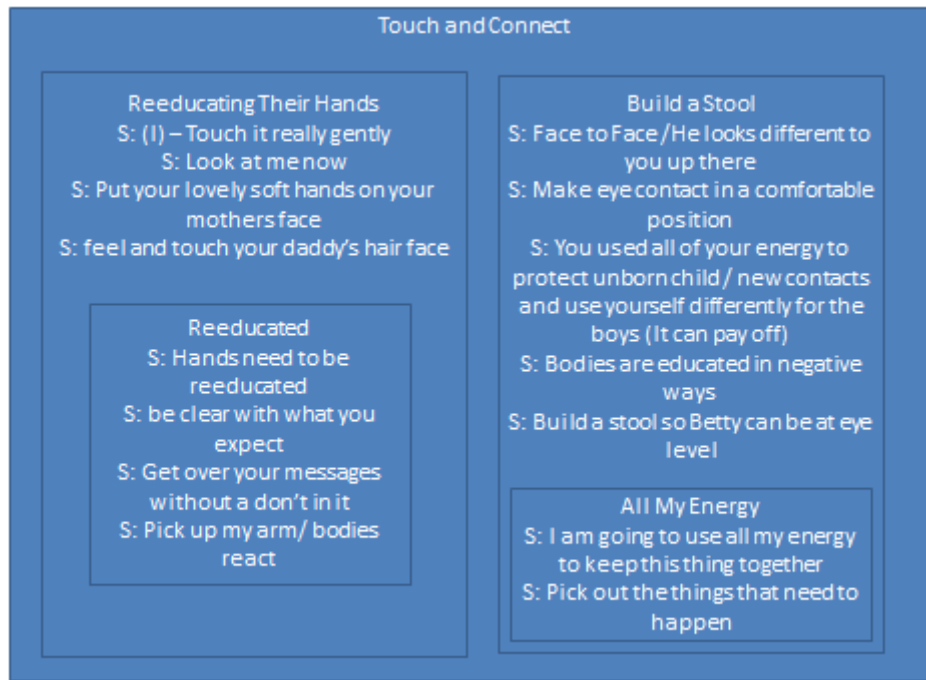 Touch and Connect
Reeducating Their Hands
S: (I) – Touch it really gently
S: Look at me now
S: Put your lovely soft hands on your
mothers face
S: feel and touch your daddy's hair face
Reeducated
S: Hands need to be
reeducated
S: be clear with what you
expect
S: Get over your messages
without a don't in it
S: Pick up my arm/ bodies
react
Build a Stool
S: Face to Face /He looks different to
you up there
S: Make eye contact in a comfortable
position
S: You used all of your energy to
protect unborn child / new contacts
and use yourself differently for the
boys (It can pay off)
S: Bodies are educated in negative
ways
S: Build a stool so Betty can be at eye
level
All My Energy
S: I am going to use all my energy
to keep this thing together
S: Pick out the things that need to
happen